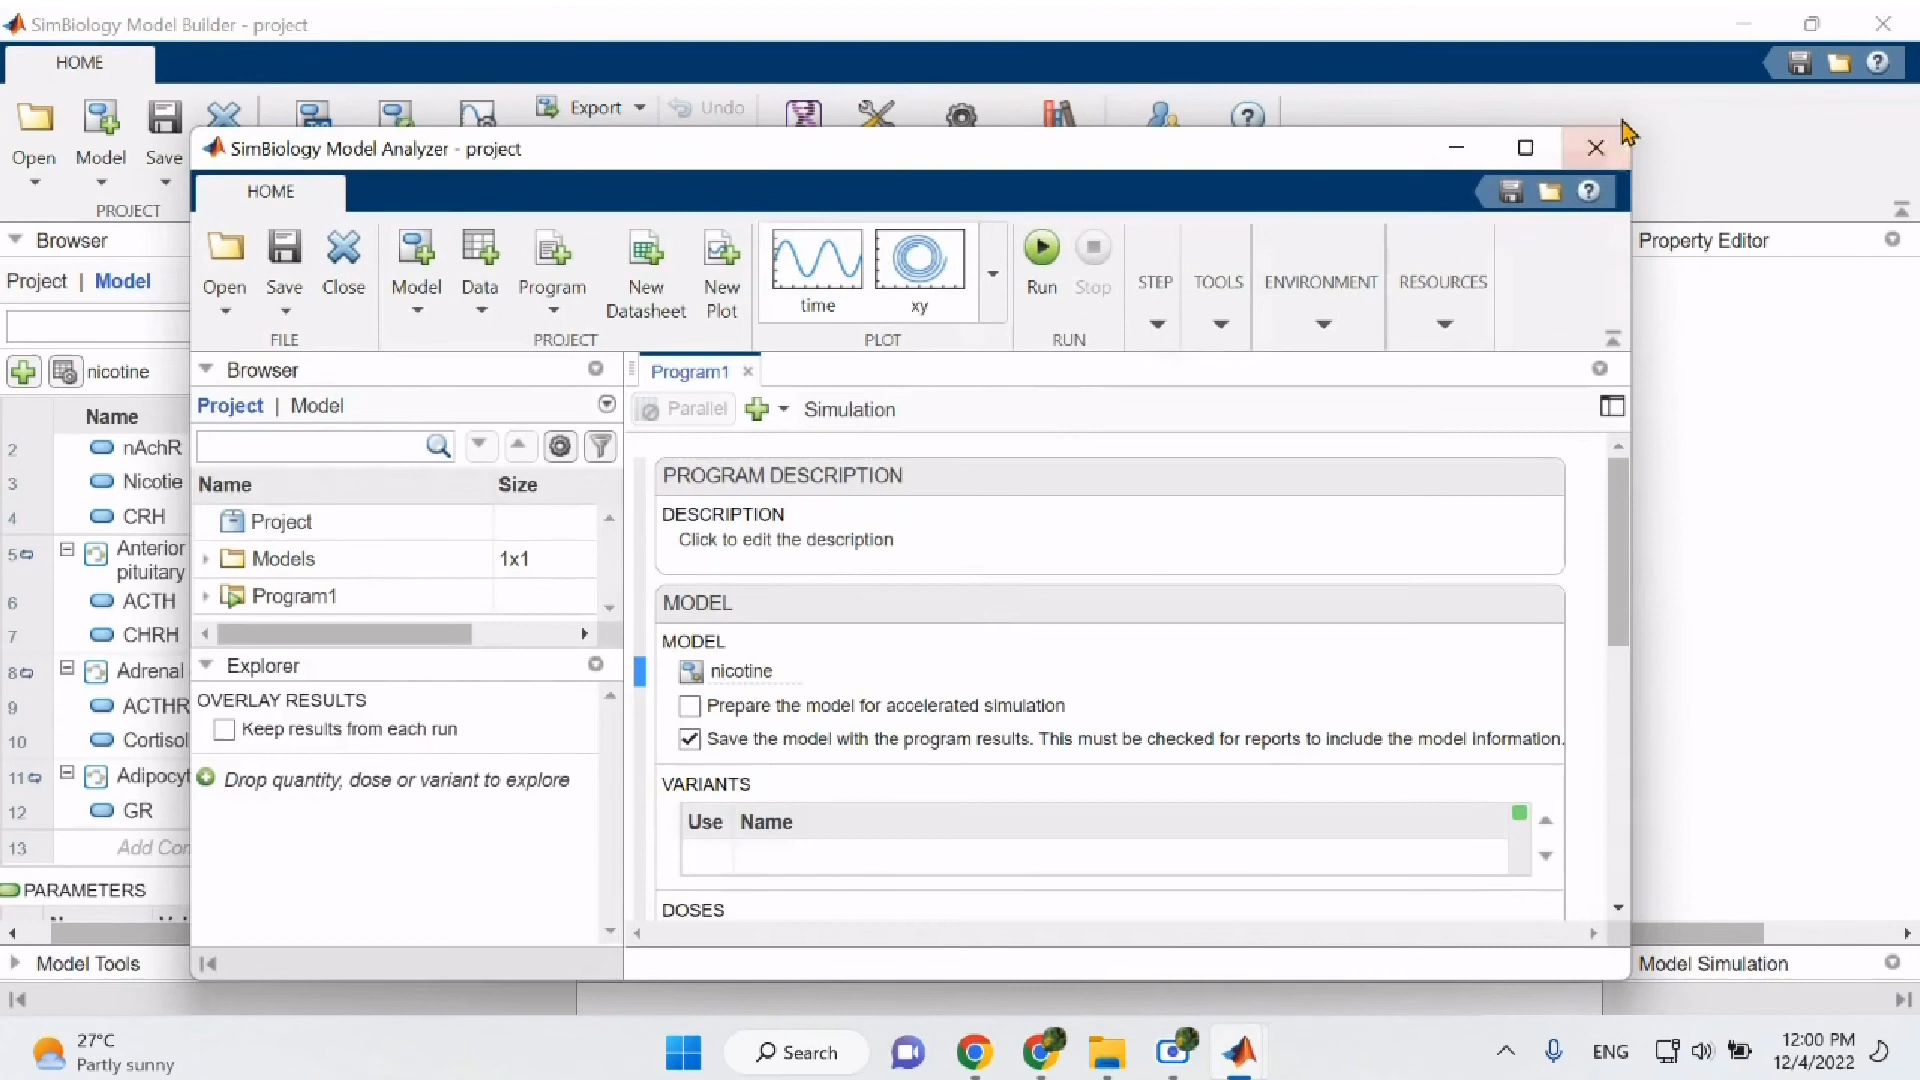 SimBiology Model Builder - project
HOME
Open
Model
Save
Export
Undo
PROJECT
Browser
Project | Model
nicotine
Name
2 nAchR
3 Nicotie
4 CRH
5 Anterior
pituitary
6 ACTH
7 CHRH
8 Adrenal
9 ACTHR
10 Cortisol
11 Adipocyt
12 GR
13 Add Con
PARAMETERS
Model Tools
SimBiology Model Analyzer - project
HOME
Open
Save
Close
FILE
Model
Data
Program
New
Datasheet
New
Plot
PROJECT
time
xy
PLOT
Run
Stop
RUN
STEP
TOOLS
ENVIRONMENT
RESOURCES
Browser
Project | Model
Name Size
Project
Models 1x1
Program1
Explorer
OVERLAY RESULTS
Keep results from each run
Drop quantity, dose or variant to explore
Program1
Parallel
Simulation
PROGRAM DESCRIPTION
DESCRIPTION
Click to edit the description
MODEL
MODEL
nicotine
Prepare the model for accelerated simulation
Save the model with the program results. This must be checked for reports to include the model information.
VARIANTS
Use Name
DOSES
Property Editor
Model Simulation
27°C
Partly sunny
Search
ENG
12:00 PM
12/4/2022